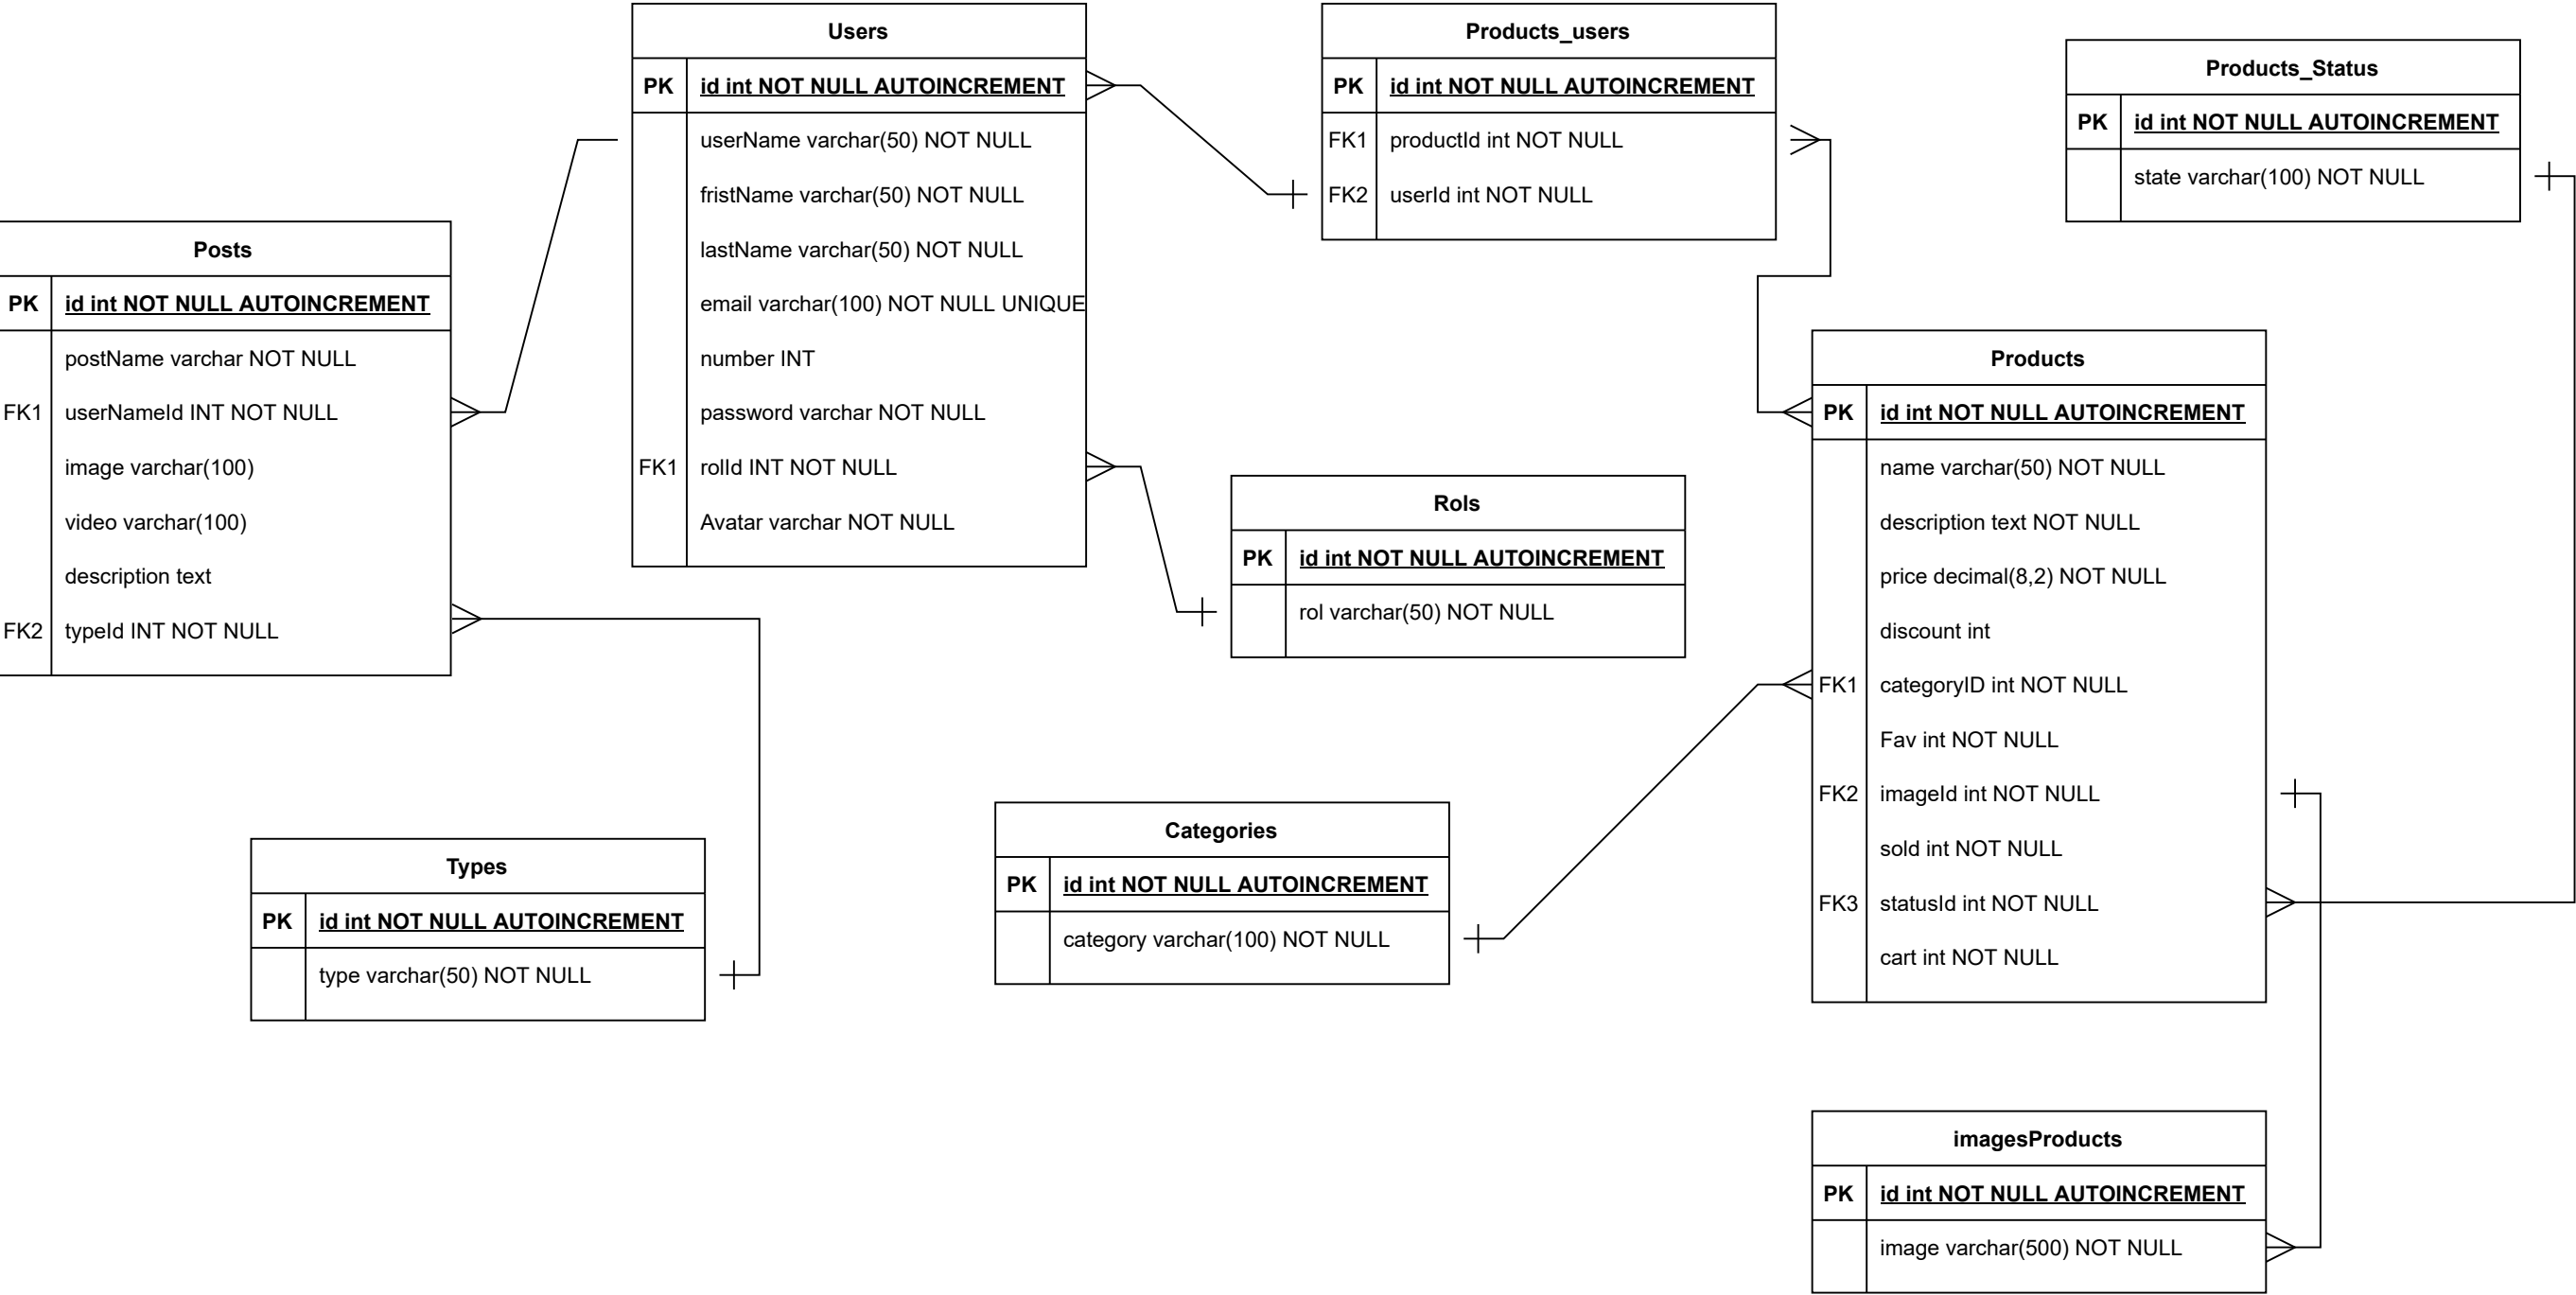 Users
PK id int NOT NULL AUTOINCREMENT
userName varchar(50) NOT NULL
fristName varchar(50) NOT NULL
lastName varchar(50) NOT NULL
email varchar(100) NOT NULL UNIQUE
number INT
password varchar NOT NULL
FK1 rolId INT NOT NULL
Avatar varchar NOT NULL
Products_users
PK id int NOT NULL AUTOINCREMENT
FK1 productId int NOT NULL
FK2 userId int NOT NULL
Products_Status
PK id int NOT NULL AUTOINCREMENT
state varchar(100) NOT NULL
Posts
PK id int NOT NULL AUTOINCREMENT
postName varchar NOT NULL
FK1 userNameId INT NOT NULL
image varchar(100)
video varchar(100)
description text
FK2 typeId INT NOT NULL
Products
PK id int NOT NULL AUTOINCREMENT
name varchar(50) NOT NULL
description text NOT NULL
price decimal(8,2) NOT NULL
discount int
FK1 categoryID int NOT NULL
Fav int NOT NULL
FK2 imageId int NOT NULL
sold int NOT NULL
FK3 statusId int NOT NULL
cart int NOT NULL
Rols
PK id int NOT NULL AUTOINCREMENT
rol varchar(50) NOT NULL
Categories
PK id int NOT NULL AUTOINCREMENT
category varchar(100) NOT NULL
Types
PK id int NOT NULL AUTOINCREMENT
type varchar(50) NOT NULL
imagesProducts
PK id int NOT NULL AUTOINCREMENT
image varchar(500) NOT NULL